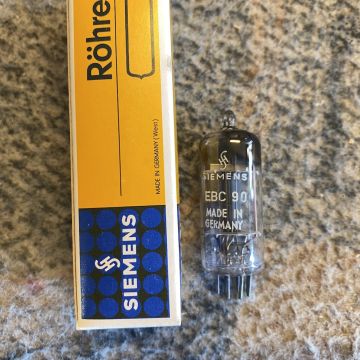 Röhre
MADE IN GERMANY (West)
SIEMENS
SIEMENS
EBC 90
MADE IN
GERMANY